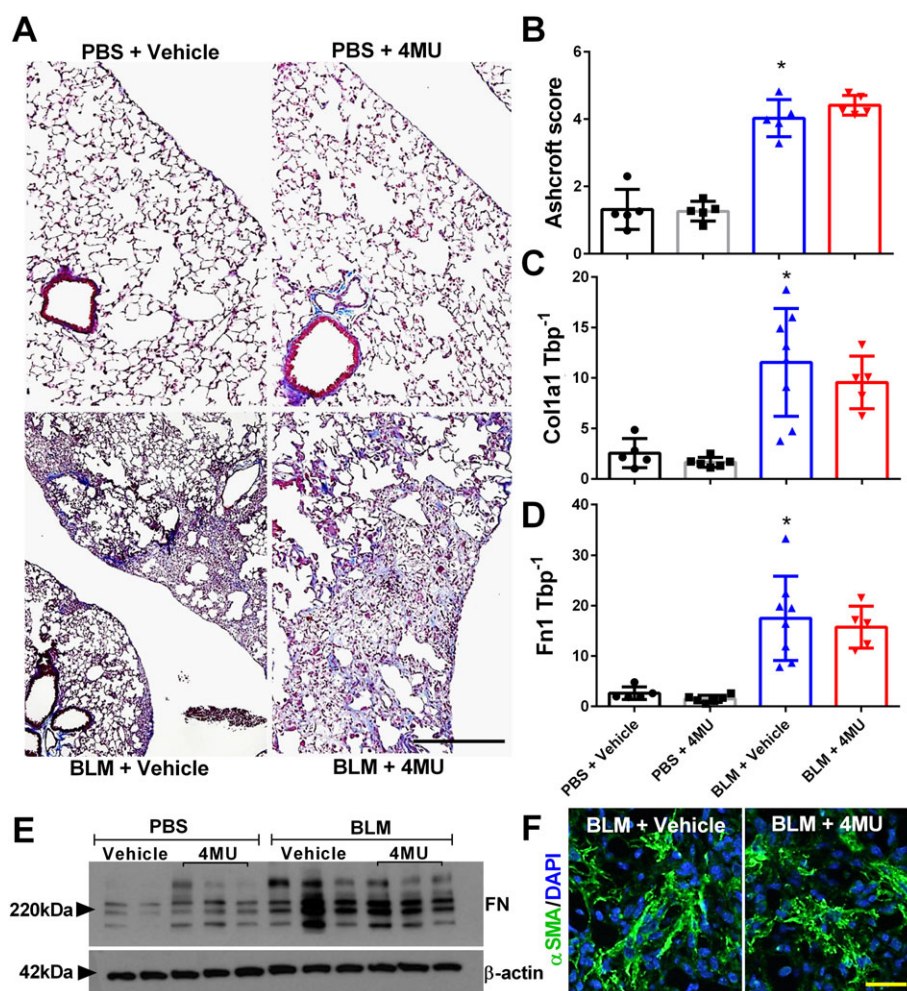 A
PBS + Vehicle
PBS + 4MU
BLM + Vehicle
BLM + 4MU
B
Ashcroft score
6
4
2
0
*
C
Col1a1 Tbp-1
20
15
10
5
0
*
D
Fn1 Tbp-1
40
30
20
10
0
*
PBS + Vehicle
PBS + 4MU
BLM + Vehicle
BLM + 4MU
E
PBS
BLM
Vehicle
4MU
Vehicle
4MU
220kDa
FN
42kDa
β-actin
F
BLM + Vehicle
BLM + 4MU
αSMA/DAPI